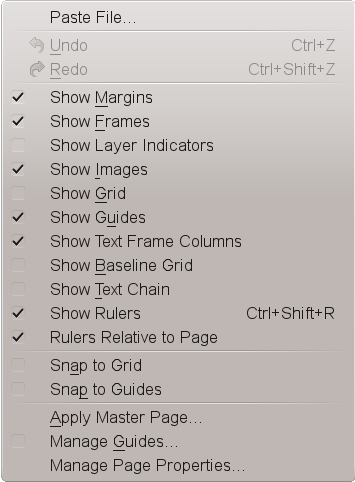 Paste File...
Undo Ctrl+Z
Redo Ctrl+Shift+Z
Show Margins
Show Frames
Show Layer Indicators
Show Images
Show Grid
Show Guides
Show Text Frame Columns
Show Baseline Grid
Show Text Chain
Show Rulers Ctrl+Shift+R
Rulers Relative to Page
Snap to Grid
Snap to Guides
Apply Master Page...
Manage Guides...
Manage Page Properties...